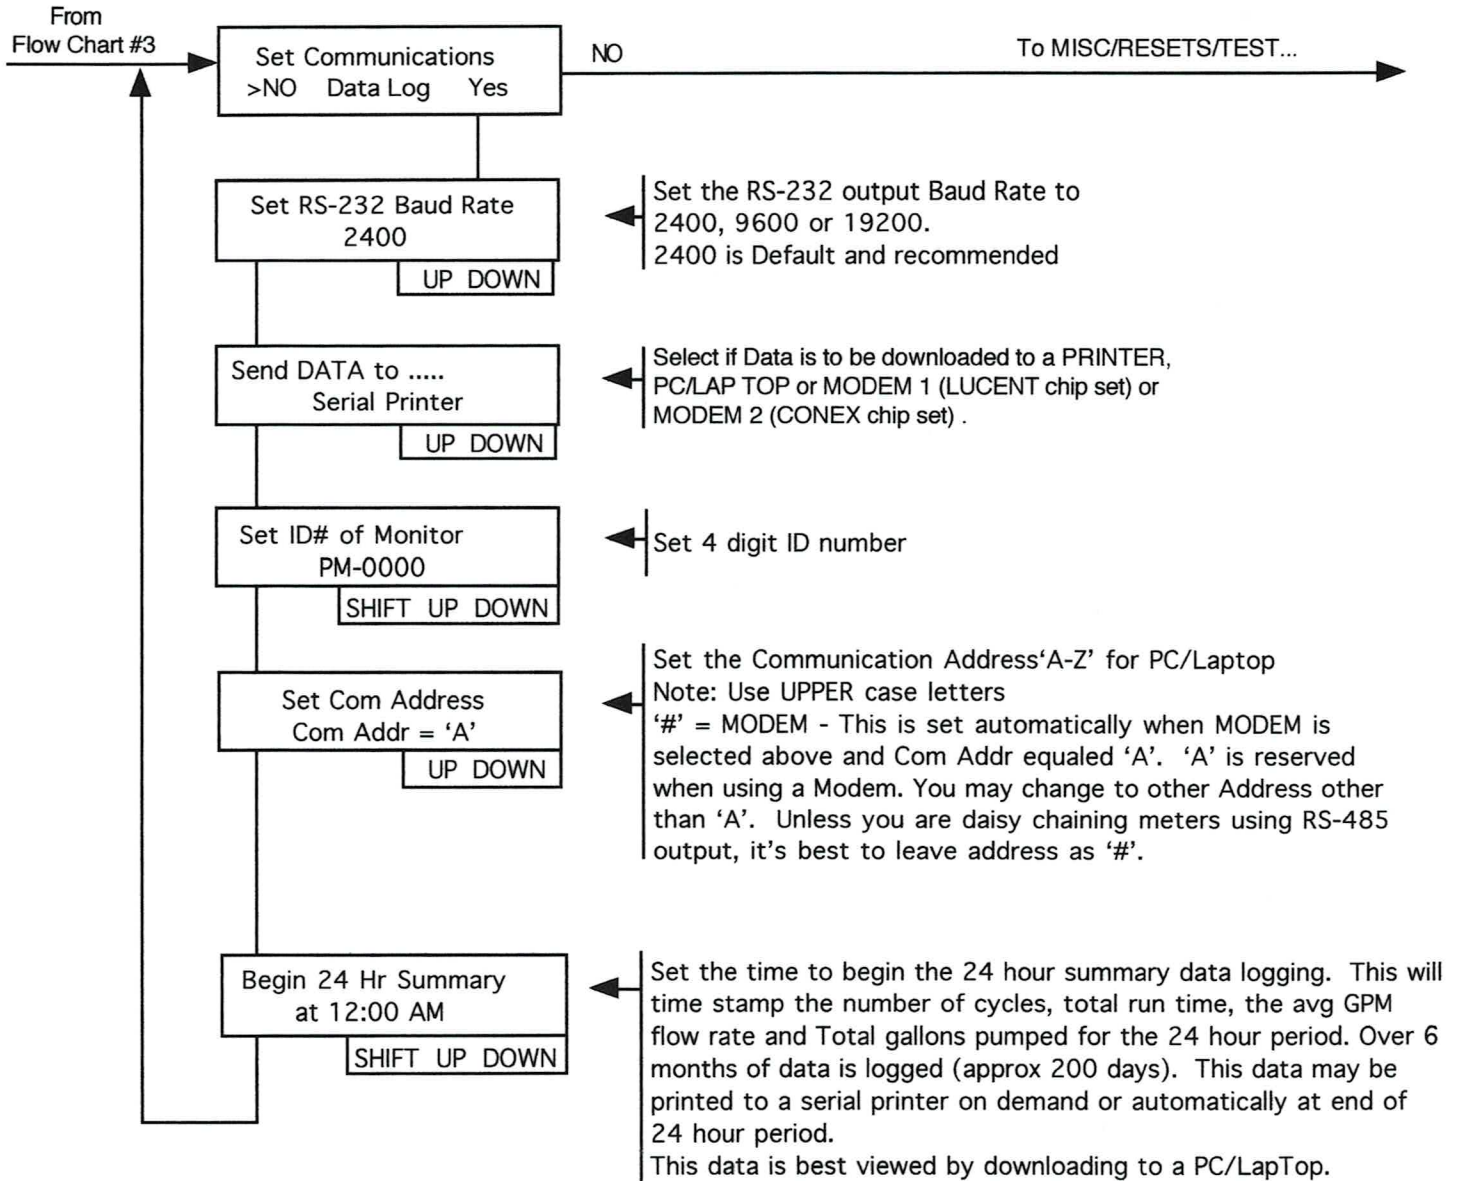 From
Flow Chart #3
Set Communications
>NO Data Log Yes
NO
To MISC/RESETS/TEST...
Set RS-232 Baud Rate
2400
UP DOWN
Set the RS-232 output Baud Rate to
2400, 9600 or 19200.
2400 is Default and recommended
Send DATA to .....
Serial Printer
UP DOWN
Select if Data is to be downloaded to a PRINTER,
PC/LAP TOP or MODEM 1 (LUCENT chip set) or
MODEM 2 (CONEX chip set) .
Set ID# of Monitor
PM-0000
SHIFT UP DOWN
Set 4 digit ID number
Set Com Address
Com Addr = ‘A’
UP DOWN
Set the Communication Address‘A-Z’ for PC/Laptop
Note: Use UPPER case letters
‘#’ = MODEM - This is set automatically when MODEM is
selected above and Com Addr equaled ‘A’. ‘A’ is reserved
when using a Modem. You may change to other Address other
than ‘A’. Unless you are daisy chaining meters using RS-485
output, it's best to leave address as ‘#’.
Begin 24 Hr Summary
at 12:00 AM
SHIFT UP DOWN
Set the time to begin the 24 hour summary data logging. This will
time stamp the number of cycles, total run time, the avg GPM
flow rate and Total gallons pumped for the 24 hour period. Over 6
months of data is logged (approx 200 days). This data may be
printed to a serial printer on demand or automatically at end of
24 hour period.
This data is best viewed by downloading to a PC/LapTop.